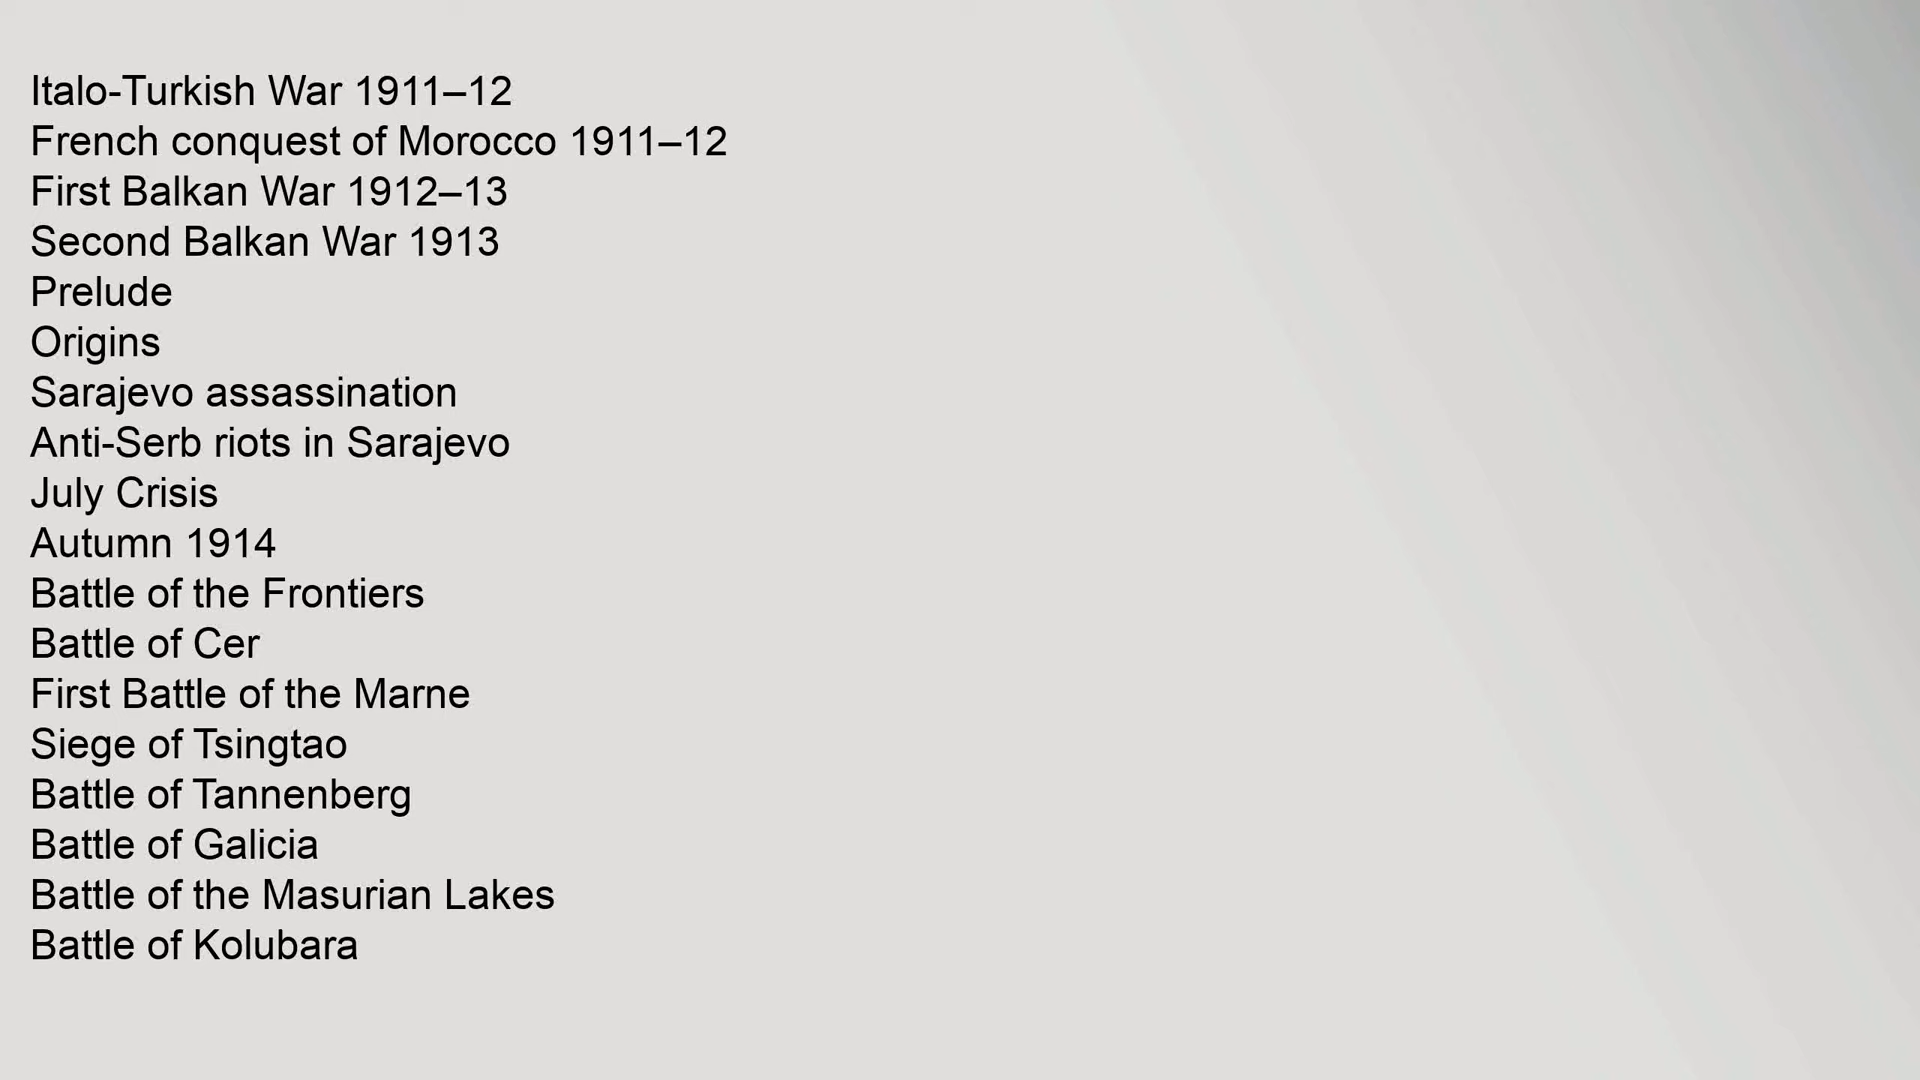 Italo-Turkish War 1911–12
French conquest of Morocco 1911–12
First Balkan War 1912–13
Second Balkan War 1913
Prelude
Origins
Sarajevo assassination
Anti-Serb riots in Sarajevo
July Crisis
Autumn 1914
Battle of the Frontiers
Battle of Cer
First Battle of the Marne
Siege of Tsingtao
Battle of Tannenberg
Battle of Galicia
Battle of the Masurian Lakes
Battle of Kolubara